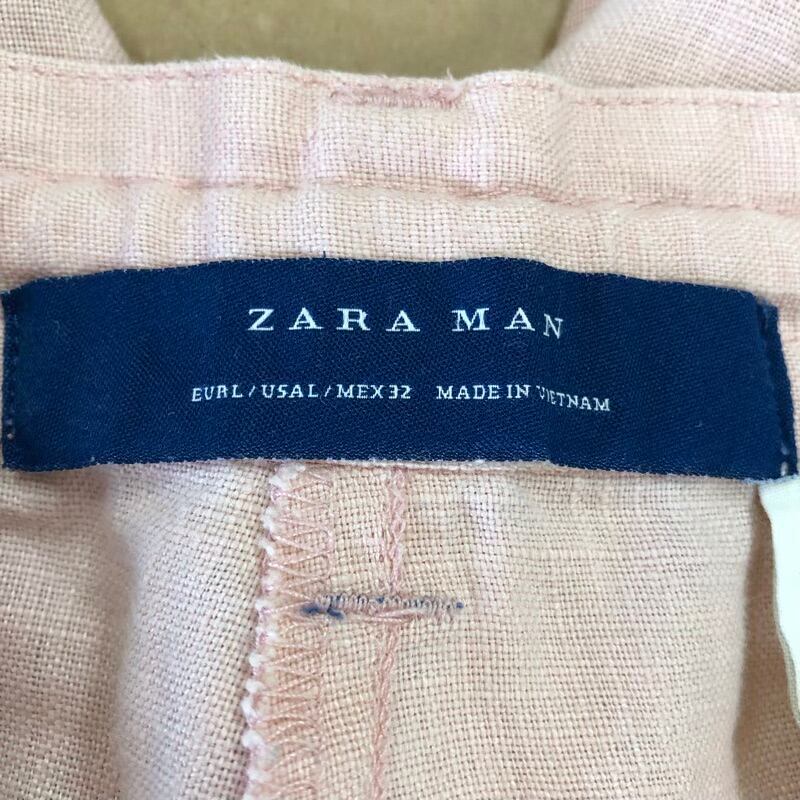 ZARA MAN
EUR L / USA L / MEX 32 MADE IN VIETNAM